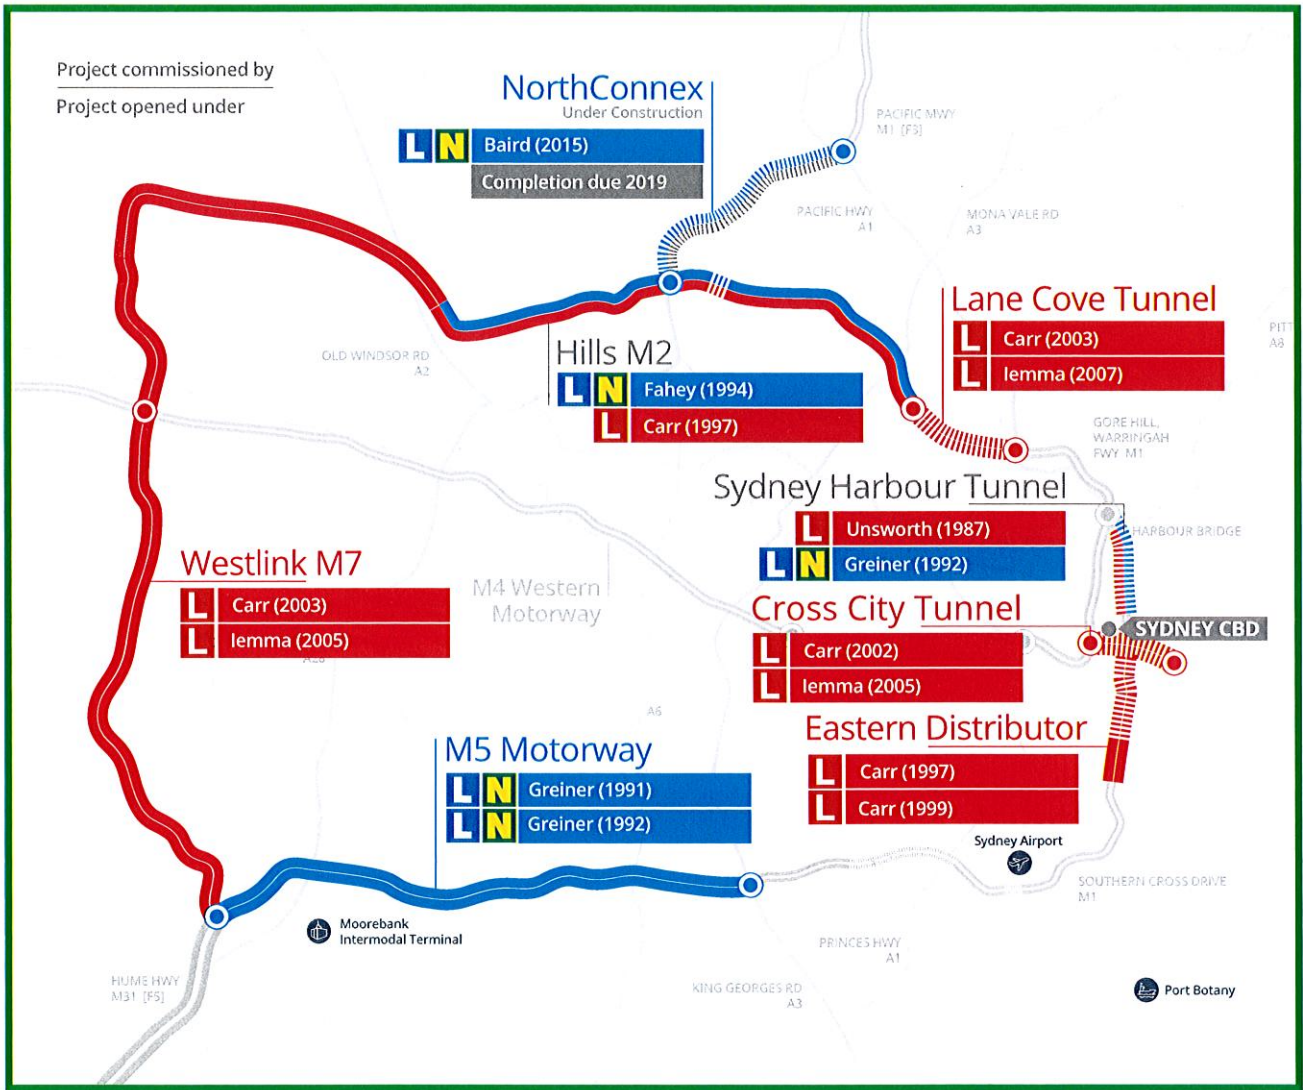 Project commissioned by
Project opened under
NorthConnex
Under Construction
L N Baird (2015)
Completion due 2019
PACIFIC MWY
M1 [F3]
PACIFIC HWY
A1
MONA VALE RD
A3
Lane Cove Tunnel
L Carr (2003)
L Iemma (2007)
PITT
A8
OLD WINDSOR RD
A2
Hills M2
L N Fahey (1994)
L Carr (1997)
GORE HILL,
WARRINGAH
FWY M1
Sydney Harbour Tunnel
L Unsworth (1987)
L N Greiner (1992)
HARBOUR BRIDGE
Westlink M7
L Carr (2003)
L Iemma (2005)
M4 Western
Motorway
Cross City Tunnel
L Carr (2002)
L Iemma (2005)
SYDNEY CBD
A6
Eastern Distributor
L Carr (1997)
L Carr (1999)
M5 Motorway
L N Greiner (1991)
L N Greiner (1992)
Sydney Airport
SOUTHERN CROSS DRIVE
M1
Moorebank
Intermodal Terminal
PRINCES HWY
A1
HUME HWY
M31 [F5]
KING GEORGES RD
A3
Port Botany